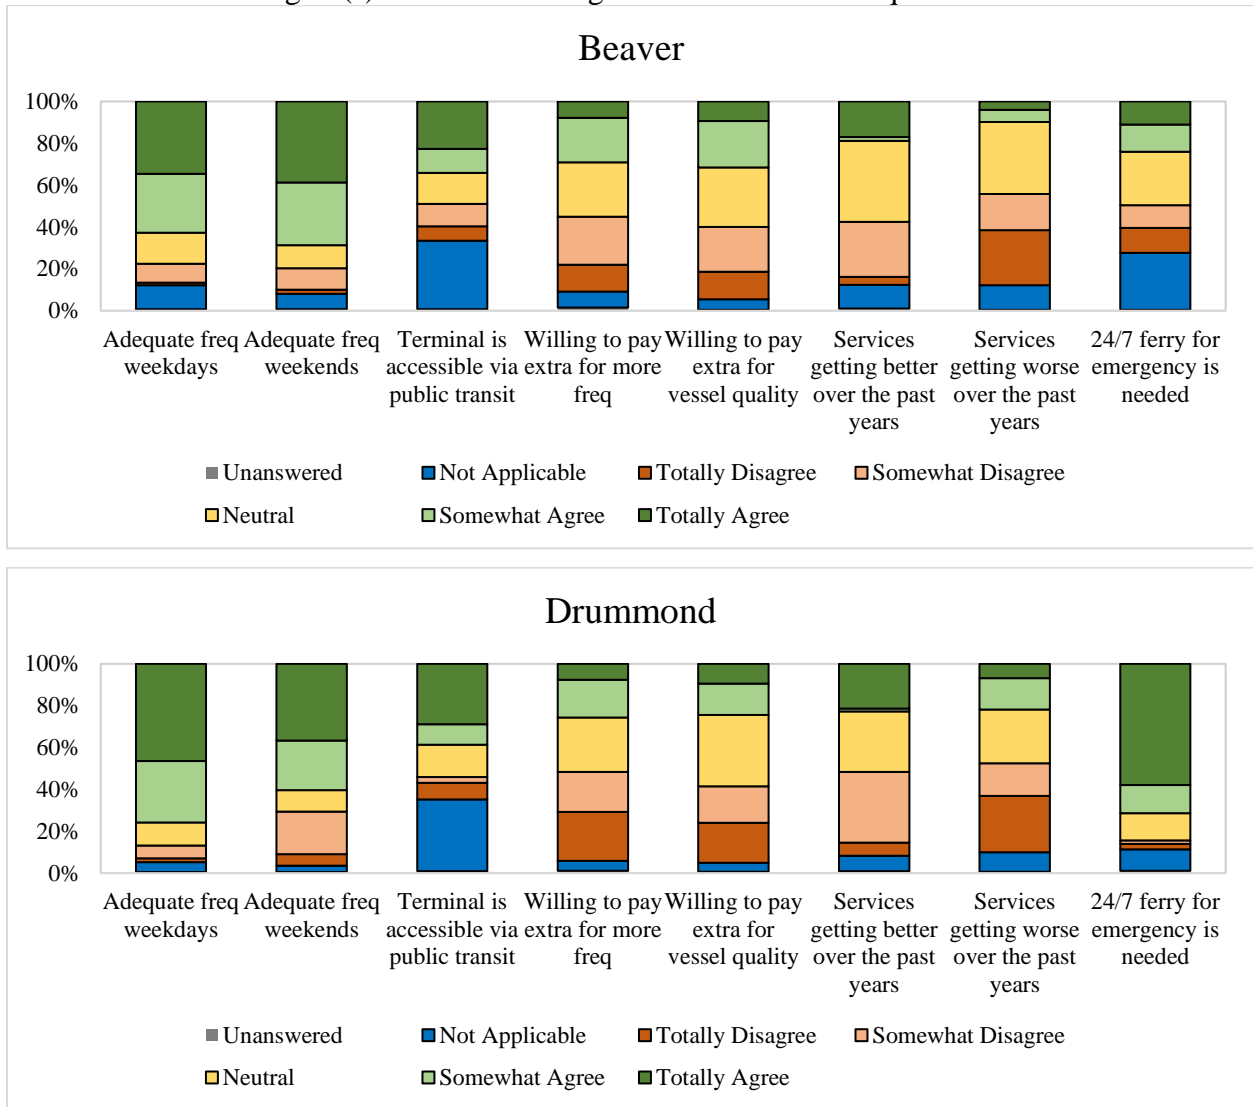 Beaver
100%
80%
60%
40%
20%
0%
Adequate freq weekdays
Adequate freq weekends
Terminal is accessible via public transit
Willing to pay extra for more freq
Willing to pay extra for vessel quality
Services getting better over the past years
Services getting worse over the past years
24/7 ferry for emergency is needed
Unanswered Not Applicable Totally Disagree Somewhat Disagree
Neutral Somewhat Agree Totally Agree
Drummond
100%
80%
60%
40%
20%
0%
Adequate freq weekdays
Adequate freq weekends
Terminal is accessible via public transit
Willing to pay extra for more freq
Willing to pay extra for vessel quality
Services getting better over the past years
Services getting worse over the past years
24/7 ferry for emergency is needed
Unanswered Not Applicable Totally Disagree Somewhat Disagree
Neutral Somewhat Agree Totally Agree